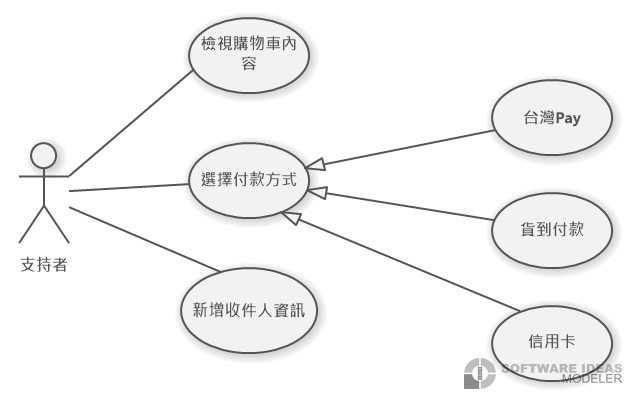 檢視購物車內
容
台灣Pay
選擇付款方式
貨到付款
支持者
新增收件人資訊
信用卡
SOFTWARE IDEAS
MODELER